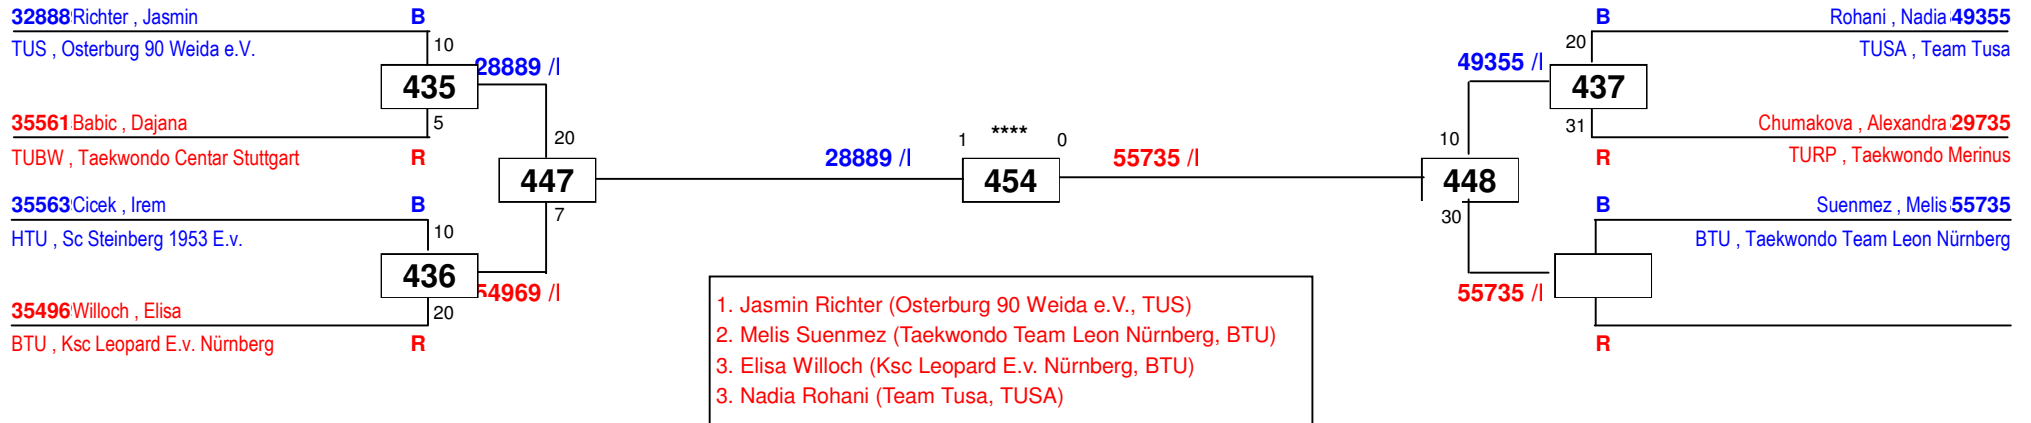 32888 Richter , Jasmin B
TUS , Osterburg 90 Weida e.V.
10
28889 /I
435
5
35561 Babic , Dajana
TUBW , Taekwondo Centar Stuttgart R
20
447
7
35563 Cicek , Irem B
HTU , Sc Steinberg 1953 E.v.
10
436
54969 /I
20
35496 Willoch , Elisa
BTU , Ksc Leopard E.v. Nürnberg R
28889 /I
1 **** 0
454
55735 /I
B Rohani , Nadia 49355
TUSA , Team Tusa
20
49355 /I
437
31
Chumakova , Alexandra 29735
R TURP , Taekwondo Merinus
10
448
30
B Suenmez , Melis 55735
BTU , Taekwondo Team Leon Nürnberg
55735 /I
R
1. Jasmin Richter (Osterburg 90 Weida e.V., TUS)
2. Melis Suenmez (Taekwondo Team Leon Nürnberg, BTU)
3. Elisa Willoch (Ksc Leopard E.v. Nürnberg, BTU)
3. Nadia Rohani (Team Tusa, TUSA)